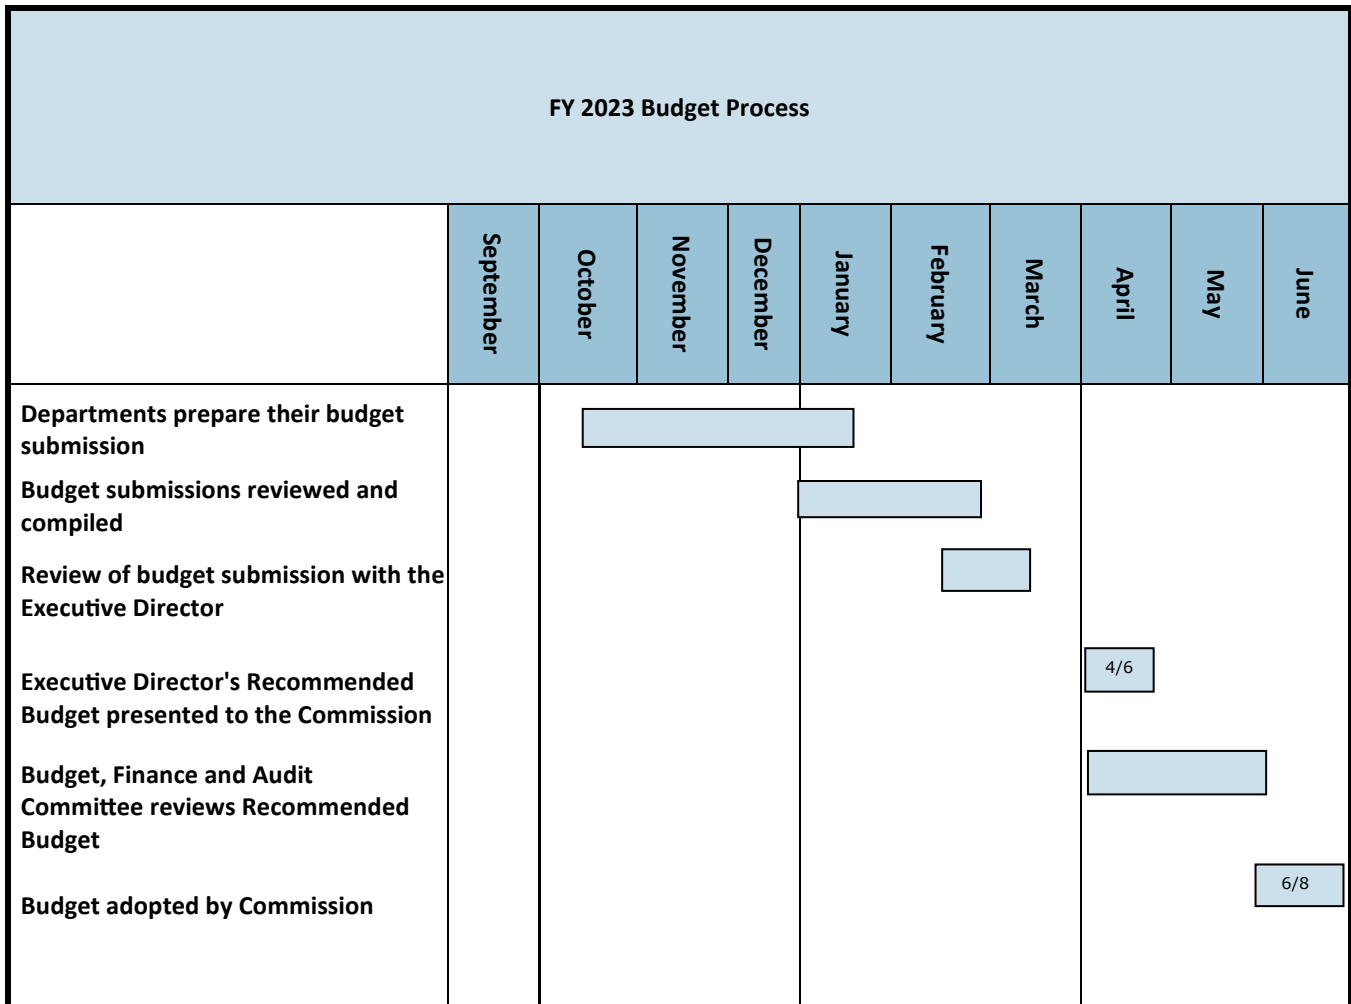 FY 2023 Budget Process
September
October
November
December
January
February
March
April
May
June
Departments prepare their budget
submission
Budget submissions reviewed and
compiled
Review of budget submission with the
Executive Director
Executive Director's Recommended
Budget presented to the Commission
4/6
Budget, Finance and Audit
Committee reviews Recommended
Budget
Budget adopted by Commission
6/8